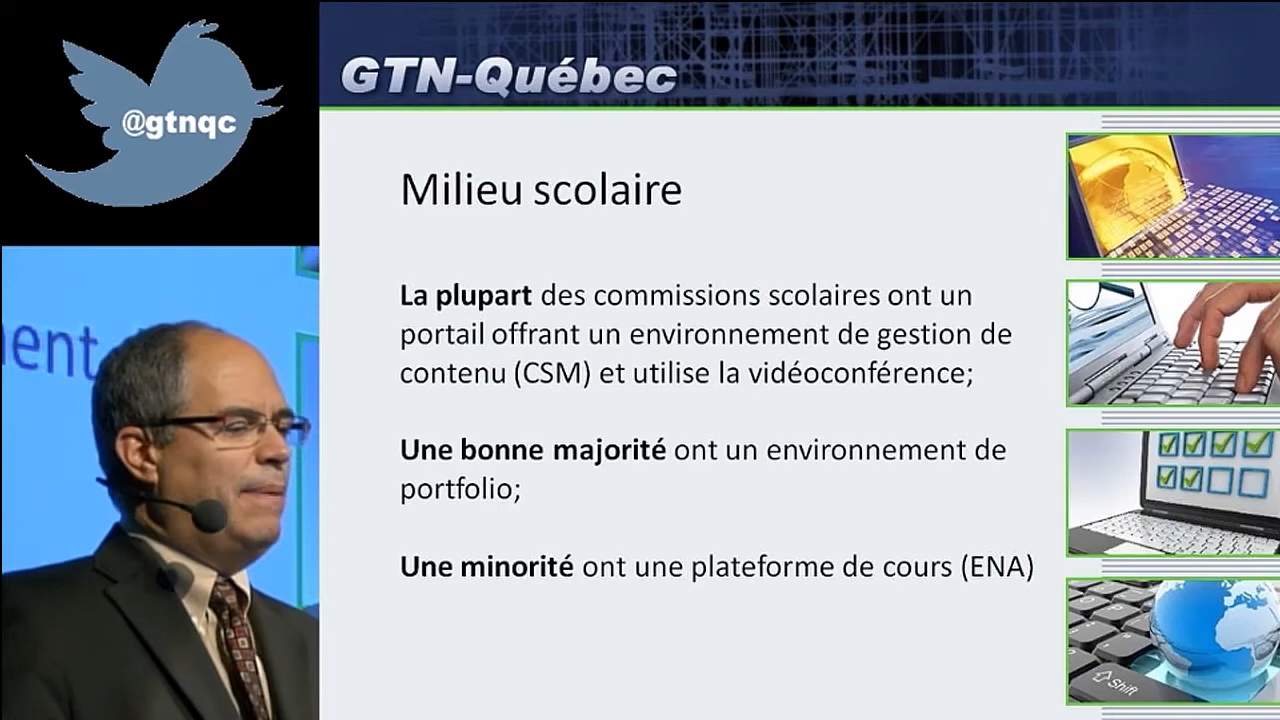 @gtnqc
GTN-Québec
Milieu scolaire
La plupart des commissions scolaires ont un
portail offrant un environnement de gestion de
contenu (CSM) et utilise la vidéoconférence;
Une bonne majorité ont un environnement de
portfolio;
Une minorité ont une plateforme de cours (ENA)
Shift